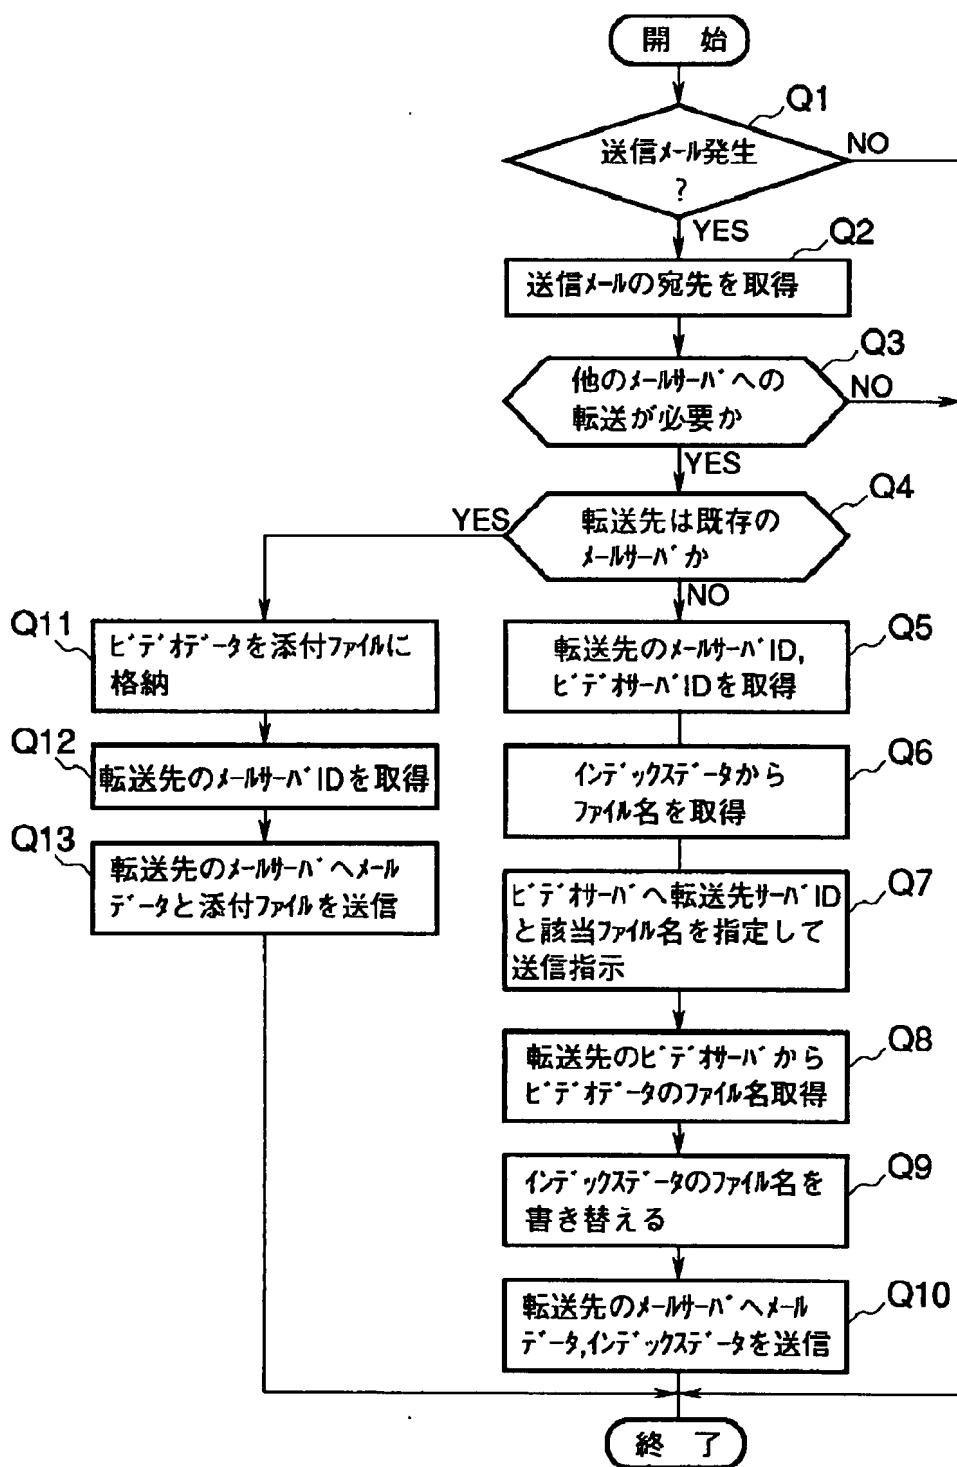 開 始
Q1
送信ﾒｰﾙ発生
?
NO
YES
Q2
送信ﾒｰﾙの宛先を取得
Q3
他のﾒｰﾙｻｰﾊﾞへの
転送が必要か
NO
YES
Q4
転送先は既存の
ﾒｰﾙｻｰﾊﾞか
YES
NO
Q11
ﾋﾞﾃﾞｵﾃﾞｰﾀを添付ﾌｧｲﾙに
格納
Q12
転送先のﾒｰﾙｻｰﾊﾞIDを取得
Q13
転送先のﾒｰﾙｻｰﾊﾞへﾒｰﾙ
ﾃﾞｰﾀと添付ﾌｧｲﾙを送信
Q5
転送先のﾒｰﾙｻｰﾊﾞID,
ﾋﾞﾃﾞｵｻｰﾊﾞIDを取得
Q6
ｲﾝﾃﾞｯｸｽﾃﾞｰﾀから
ﾌｧｲﾙ名を取得
Q7
ﾋﾞﾃﾞｵｻｰﾊﾞへ転送先ｻｰﾊﾞID
と該当ﾌｧｲﾙ名を指定して
送信指示
Q8
転送先のﾋﾞﾃﾞｵｻｰﾊﾞから
ﾋﾞﾃﾞｵﾃﾞｰﾀのﾌｧｲﾙ名取得
Q9
ｲﾝﾃﾞｯｸｽﾃﾞｰﾀのﾌｧｲﾙ名を
書き替える
Q10
転送先のﾒｰﾙｻｰﾊﾞへﾒｰﾙ
ﾃﾞｰﾀ,ｲﾝﾃﾞｯｸｽﾃﾞｰﾀを送信
終 了